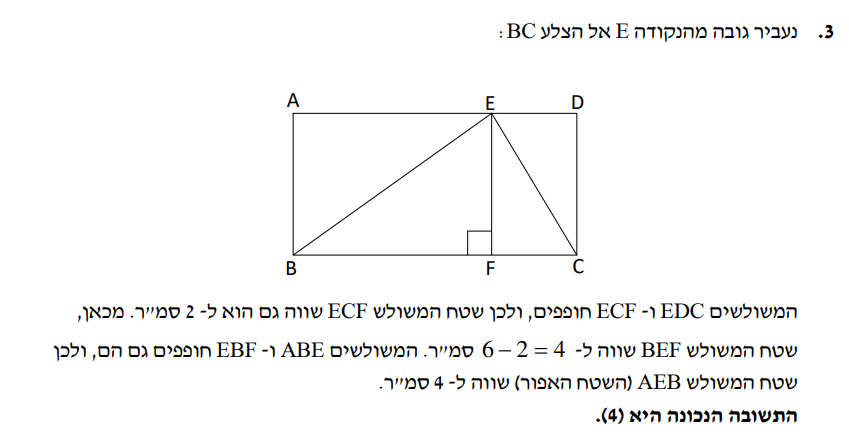 3. נעביר גובה מהנקודה E אל הצלע BC:
A E D
B F C
המשולשים EDC ו- ECF חופפים, ולכן שטח המשולש ECF שווה גם הוא ל- 2 סמ״ר. מכאן,
שטח המשולש BEF שווה ל- 6 – 2 = 4 סמ״ר. המשולשים ABE ו- EBF חופפים גם הם, ולכן
שטח המשולש AEB (השטח האפור) שווה ל- 4 סמ״ר.
התשובה הנכונה היא (4).